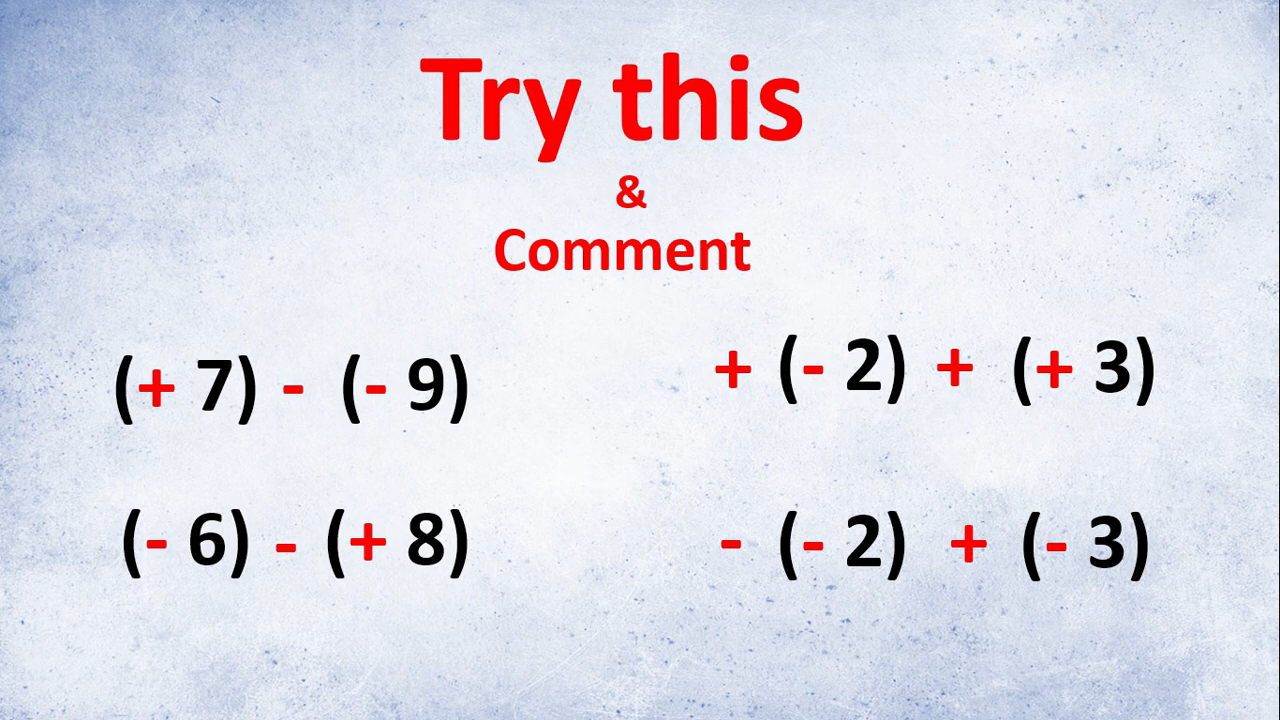 Try this
&
Comment
(+ 7) - (- 9)
+ (- 2) + (+ 3)
(- 6) - (+ 8)
- (- 2) + (- 3)